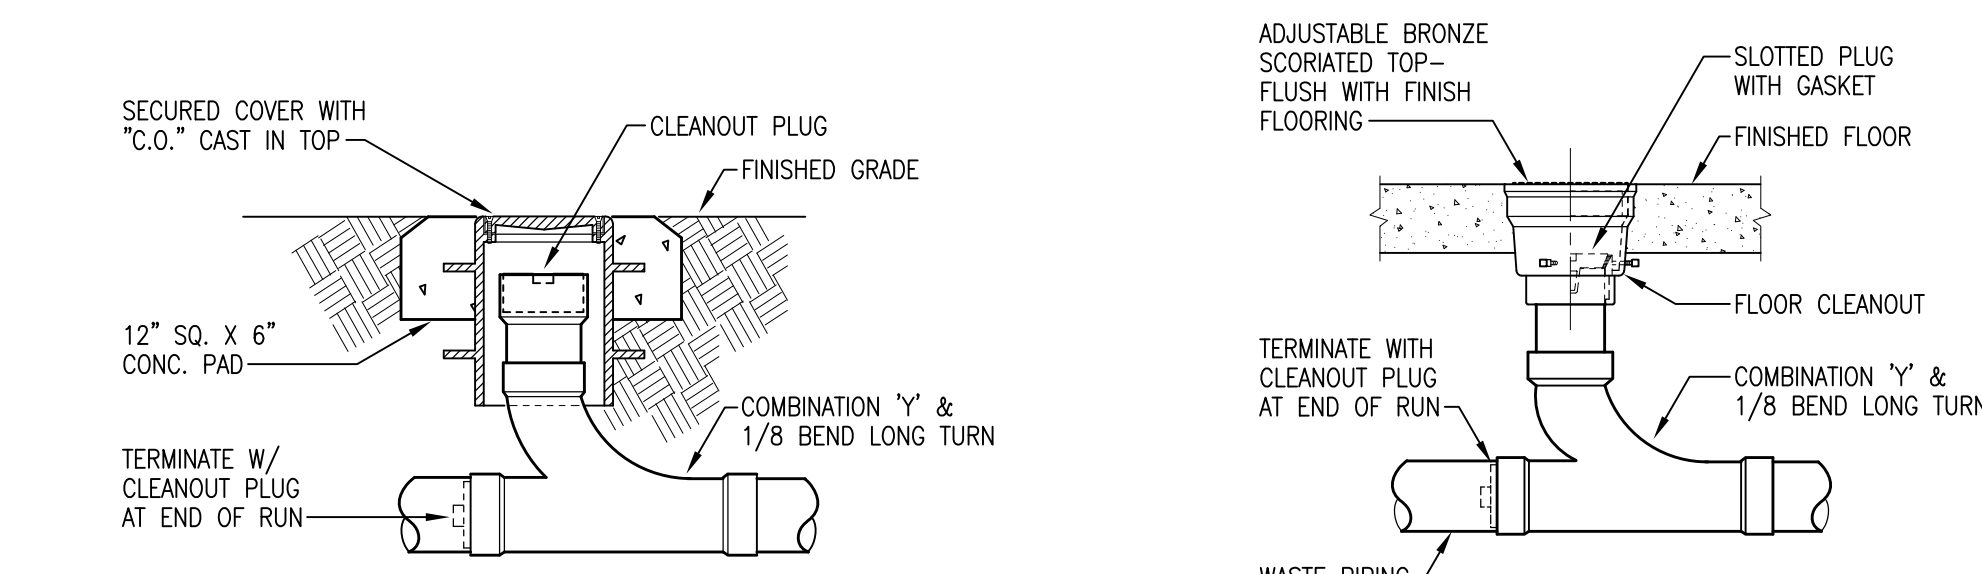 SECURED COVER WITH
"C.O." CAST IN TOP
CLEANOUT PLUG
FINISHED GRADE
12" SQ. X 6"
CONC. PAD
COMBINATION 'Y' &
1/8 BEND LONG TURN
TERMINATE W/
CLEANOUT PLUG
AT END OF RUN
ADJUSTABLE BRONZE
SCORIATED TOP-
FLUSH WITH FINISH
FLOORING
SLOTTED PLUG
WITH GASKET
FINISHED FLOOR
FLOOR CLEANOUT
TERMINATE WITH
CLEANOUT PLUG
AT END OF RUN
COMBINATION 'Y' &
1/8 BEND LONG TURN
WASTE PIPING